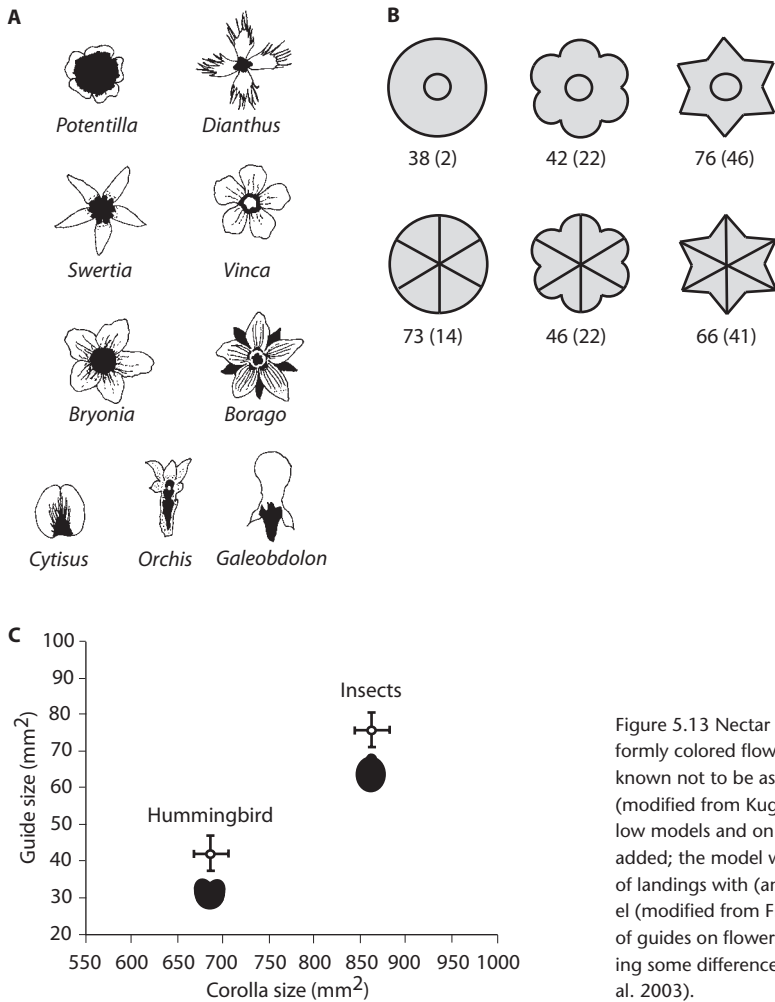 A
Potentilla Dianthus
Swertia Vinca
Bryonia Borago
Cytisus Orchis Galeobdolon
B
38 (2) 42 (22) 76 (46)
73 (14) 46 (22) 66 (41)
C
100
90
80
70
60
50
40
30
20
Guide size (mm²)
Insects
Hummingbird
550 600 650 700 750 800 850 900 950 1000
Corolla size (mm²)
Figure 5.13 Nectar
formly colored flow
known not to be as
(modified from Kug
low models and on
added; the model w
of landings with (ar
el (modified from F
of guides on flower
ing some difference
al. 2003).